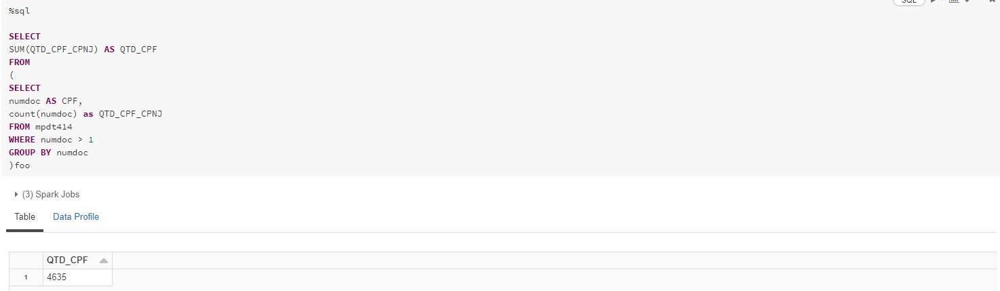 SQL
%sql
SELECT
SUM(QTD_CPF_CPNJ) AS QTD_CPF
FROM
(
SELECT
numdoc AS CPF,
count(numdoc) as QTD_CPF_CPNJ
FROM mpdt414
WHERE numdoc > 1
GROUP BY numdoc
)foo
(3) Spark Jobs
Table Data Profile
QTD_CPF
1 4635